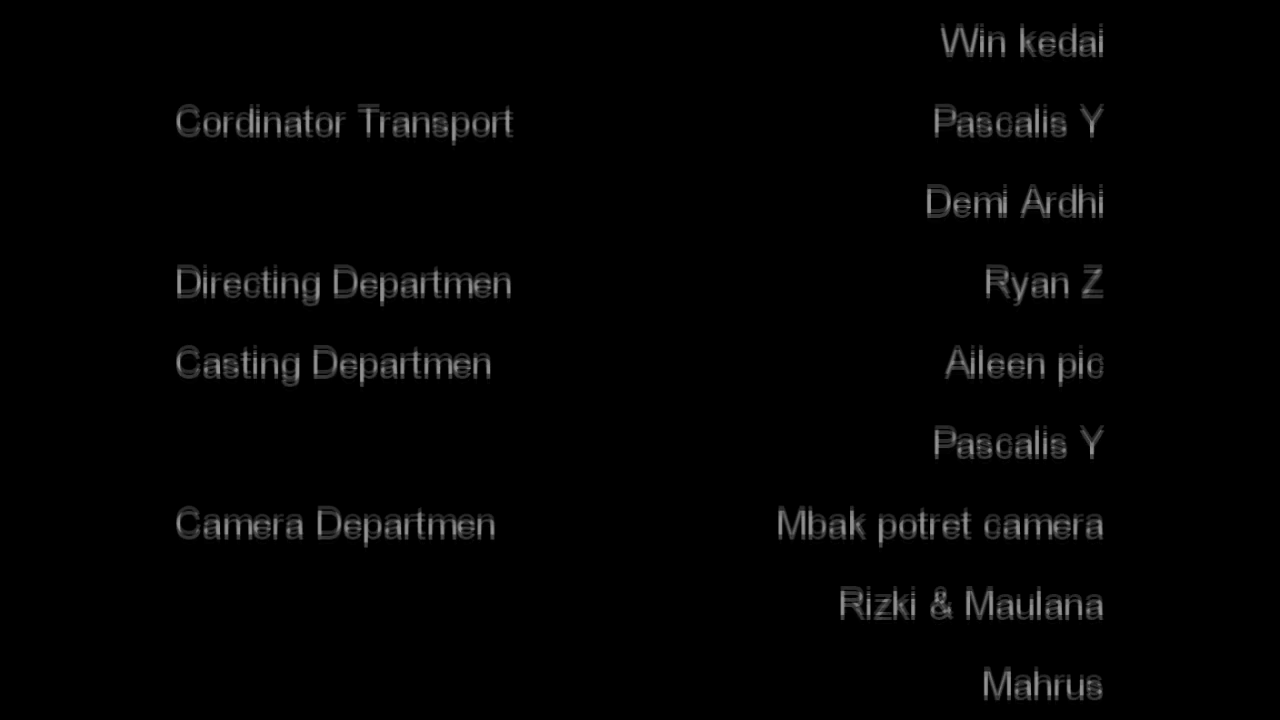 Win kedai
Cordinator Transport Pascalis Y
Demi Ardhi
Directing Departmen Ryan Z
Casting Departmen Aileen pic
Pascalis Y
Camera Departmen Mbak potret camera
Rizki & Maulana
Mahrus